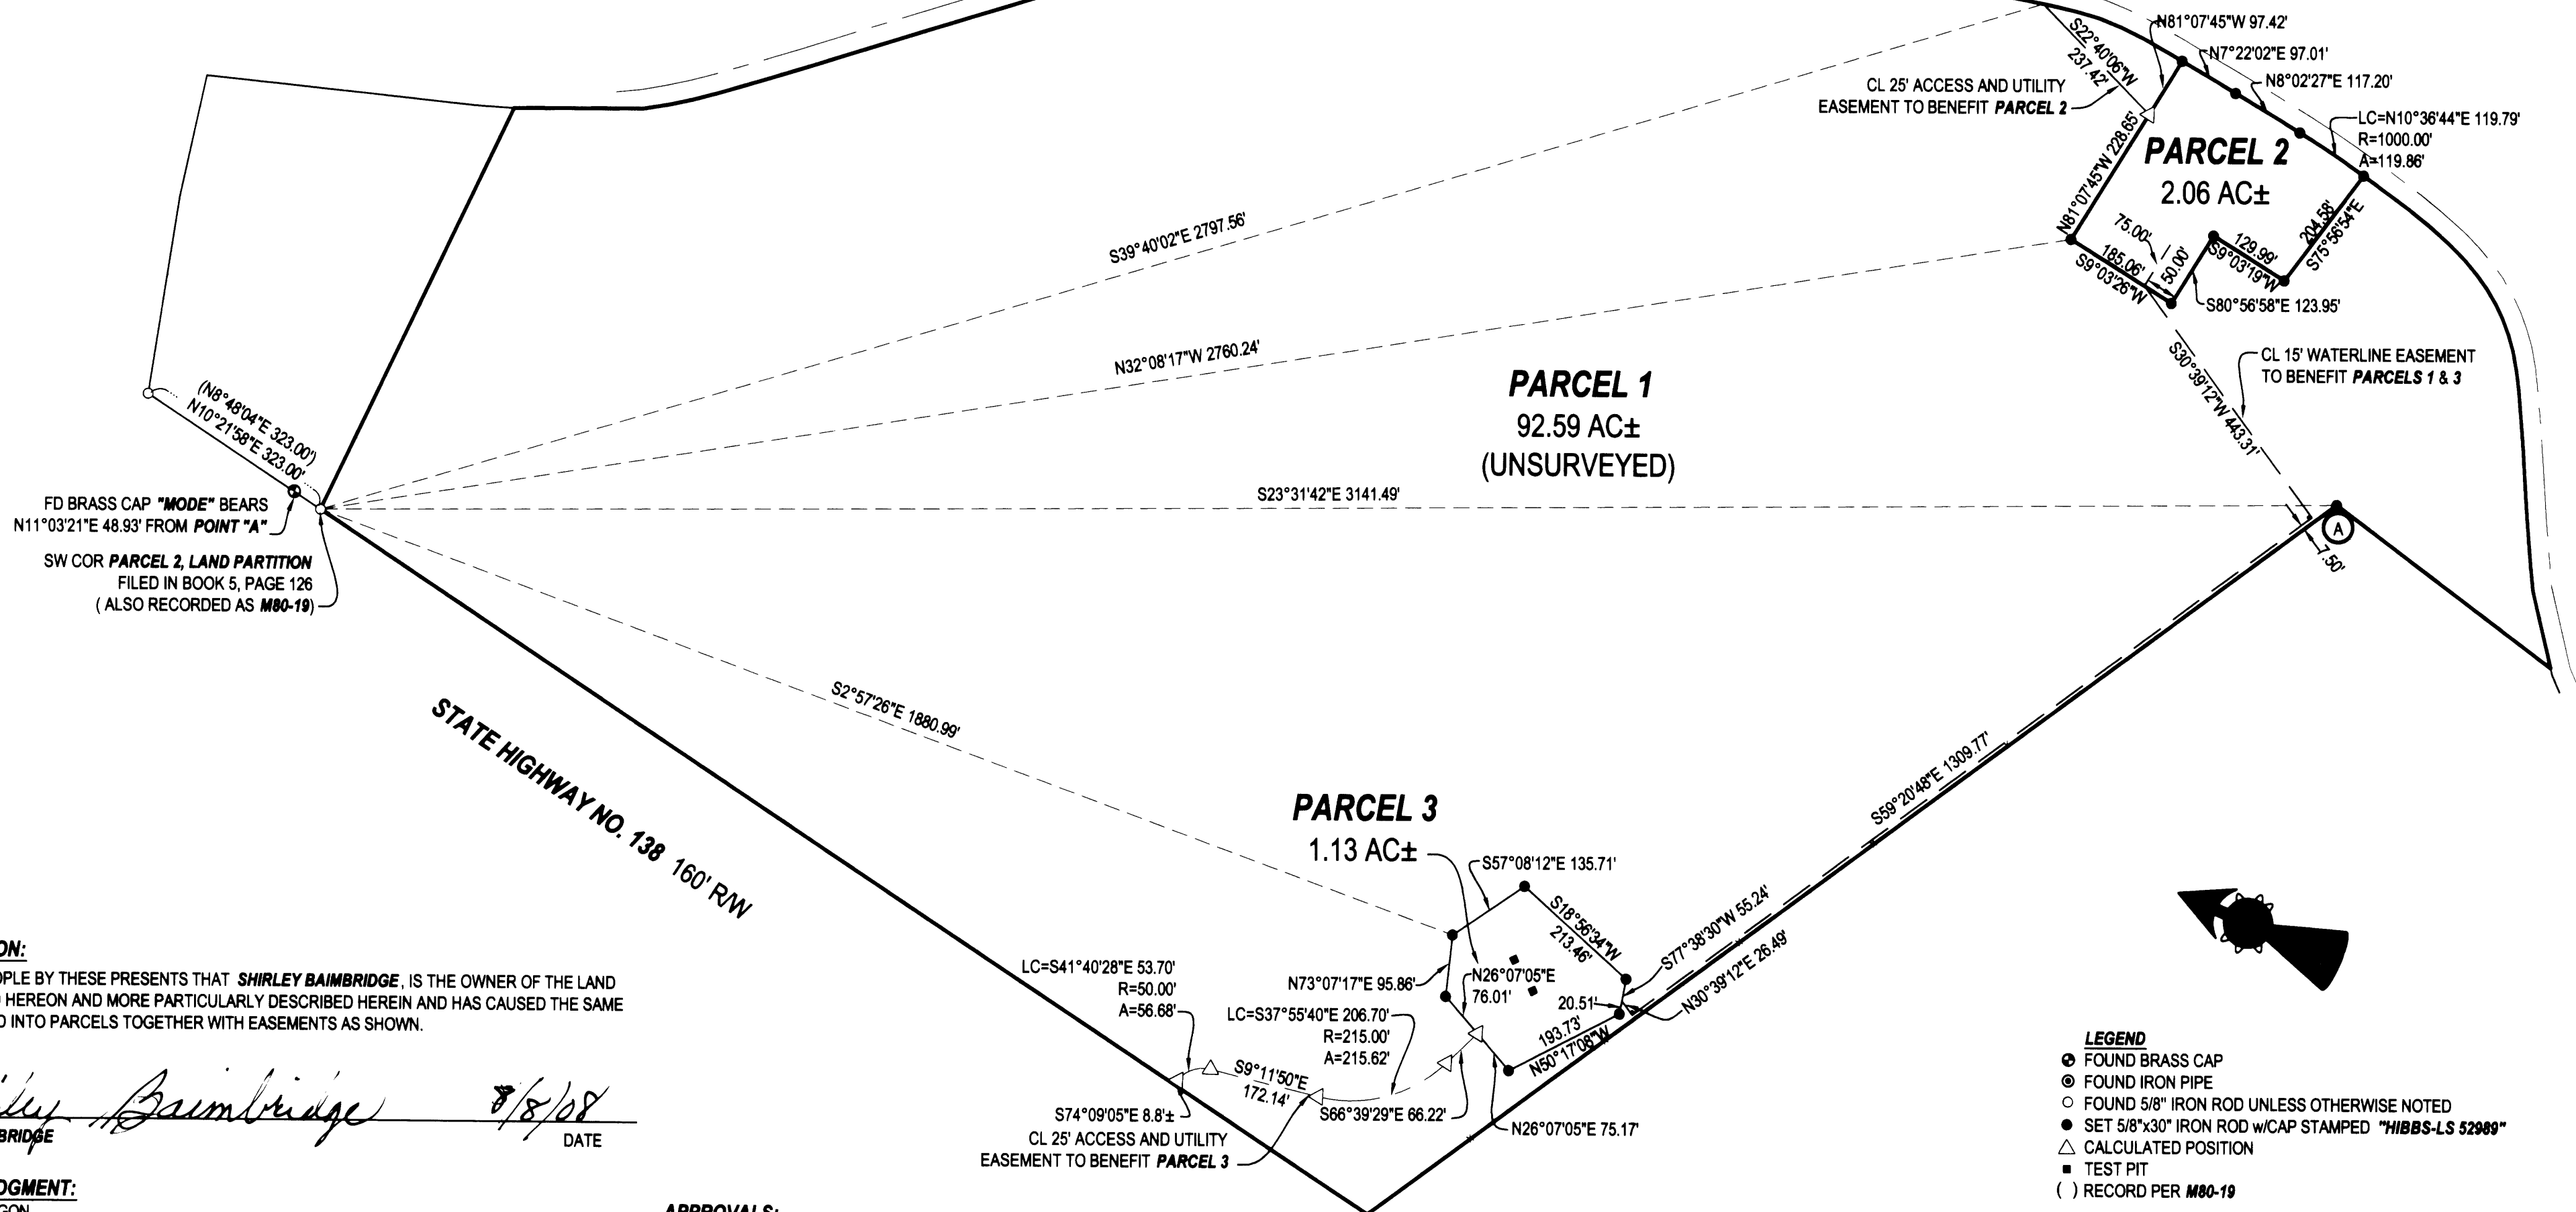 N81°07'45"W 97.42'
N7°22'02"E 97.01'
N8°02'27"E 117.20'
LC=N10°36'44"E 119.79'
R=1000.00'
A=119.86'
S22°40'06"W
237.42'
CL 25' ACCESS AND UTILITY
EASEMENT TO BENEFIT PARCEL 2
PARCEL 2
2.06 AC±
N81°07'45"W 228.65'
204.58'
S75°56'54"E
129.99'
S9°03'19"W
75.00'
50.00'
185.06'
S9°03'26"W
S80°56'58"E 123.95'
S39°40'02"E 2797.56'
N32°08'17"W 2760.24'
S30°39'12"W 443.31'
CL 15' WATERLINE EASEMENT
TO BENEFIT PARCELS 1 & 3
PARCEL 1
92.59 AC±
(UNSURVEYED)
(N8°48'04"E 323.00')
N10°21'58"E 323.00'
FD BRASS CAP "MODE" BEARS
N11°03'21"E 48.93' FROM POINT "A"
SW COR PARCEL 2, LAND PARTITION
FILED IN BOOK 5, PAGE 126
( ALSO RECORDED AS M80-19)
S23°31'42"E 3141.49'
A
7.50'
S2°57'26"E 1880.99'
STATE HIGHWAY NO. 138 160' R/W
S59°20'48"E 1309.77'
PARCEL 3
1.13 AC±
S57°08'12"E 135.71'
S18°56'34"W
213.46'
S77°38'30"W 55.24'
N30°39'12"E 26.49'
N73°07'17"E 95.86'
N26°07'05"E
76.01'
20.51'
193.73'
N50°17'08"W
LC=S41°40'28"E 53.70'
R=50.00'
A=56.68'
LC=S37°55'40"E 206.70'
R=215.00'
A=215.62'
S9°11'50"E
172.14'
S66°39'29"E 66.22'
N26°07'05"E 75.17'
S74°09'05"E 8.8'±
CL 25' ACCESS AND UTILITY
EASEMENT TO BENEFIT PARCEL 3
ON:
OPLE BY THESE PRESENTS THAT SHIRLEY BAIMBRIDGE, IS THE OWNER OF THE LAND
HEREON AND MORE PARTICULARLY DESCRIBED HEREIN AND HAS CAUSED THE SAME
D INTO PARCELS TOGETHER WITH EASEMENTS AS SHOWN.
ley Baimbridge 8/8/08
BRIDGE DATE
DGMENT:
GON
APPROVALS:
LEGEND
FOUND BRASS CAP
FOUND IRON PIPE
FOUND 5/8" IRON ROD UNLESS OTHERWISE NOTED
SET 5/8"x30" IRON ROD w/CAP STAMPED "HIBBS-LS 52989"
CALCULATED POSITION
TEST PIT
( ) RECORD PER M80-19